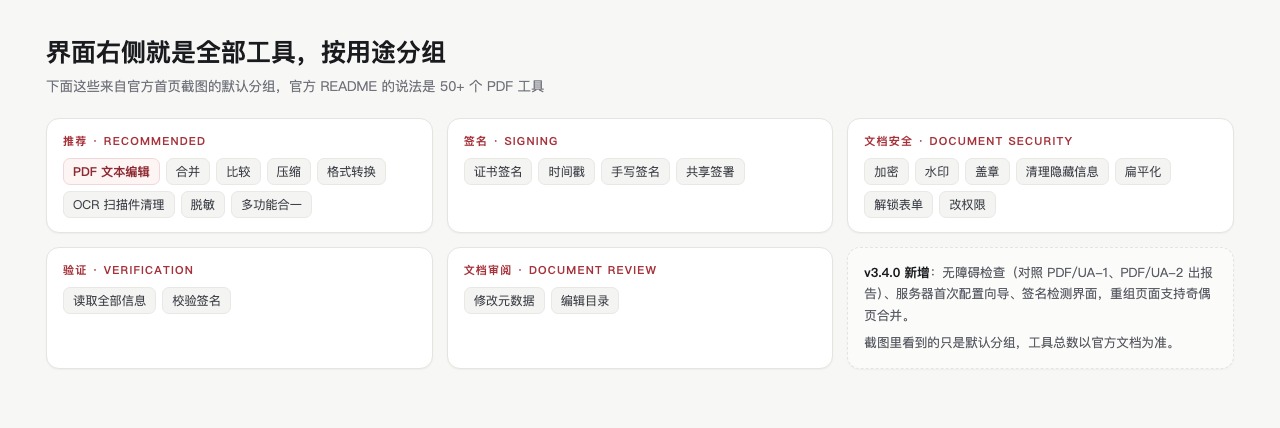 界面右侧就是全部工具，按用途分组
下面这些来自官方首页截图的默认分组，官方 README 的说法是 50+ 个 PDF 工具
推荐 · RECOMMENDED
PDF 文本编辑 合并 比较 压缩 格式转换
OCR 扫描件清理 脱敏 多功能合一
签名 · SIGNING
证书签名 时间戳 手写签名 共享签署
文档安全 · DOCUMENT SECURITY
加密 水印 盖章 清理隐藏信息 扁平化
解锁表单 改权限
验证 · VERIFICATION
读取全部信息 校验签名
文档审阅 · DOCUMENT REVIEW
修改元数据 编辑目录
v3.4.0 新增：无障碍检查（对照 PDF/UA-1、PDF/UA-2 出报
告）、服务器首次配置向导、签名检测界面，重组页面支持奇偶
页合并。
截图里看到的只是默认分组，工具总数以官方文档为准。